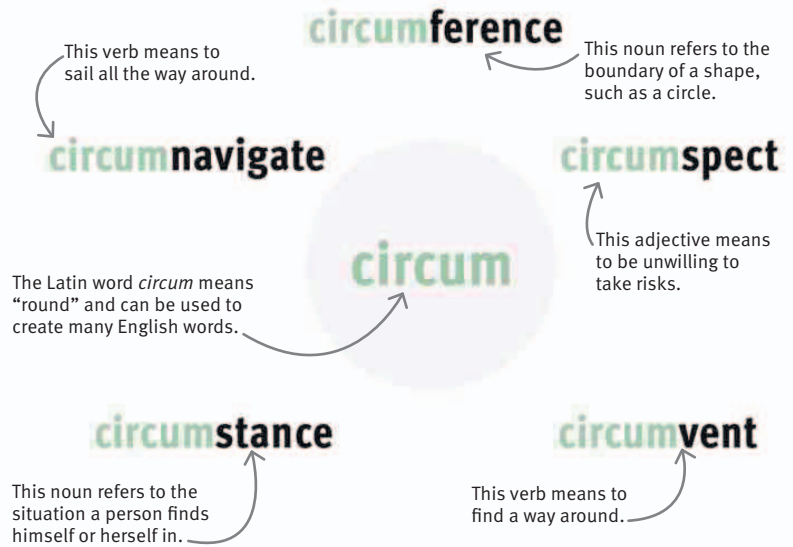 circumference
This verb means to
sail all the way around.
This noun refers to the
boundary of a shape,
such as a circle.
circumnavigate
circumspect
This adjective means
to be unwilling to
take risks.
circum
The Latin word circum means
“round” and can be used to
create many English words.
circumstance
circumvent
This noun refers to the
situation a person finds
himself or herself in.
This verb means to
find a way around.